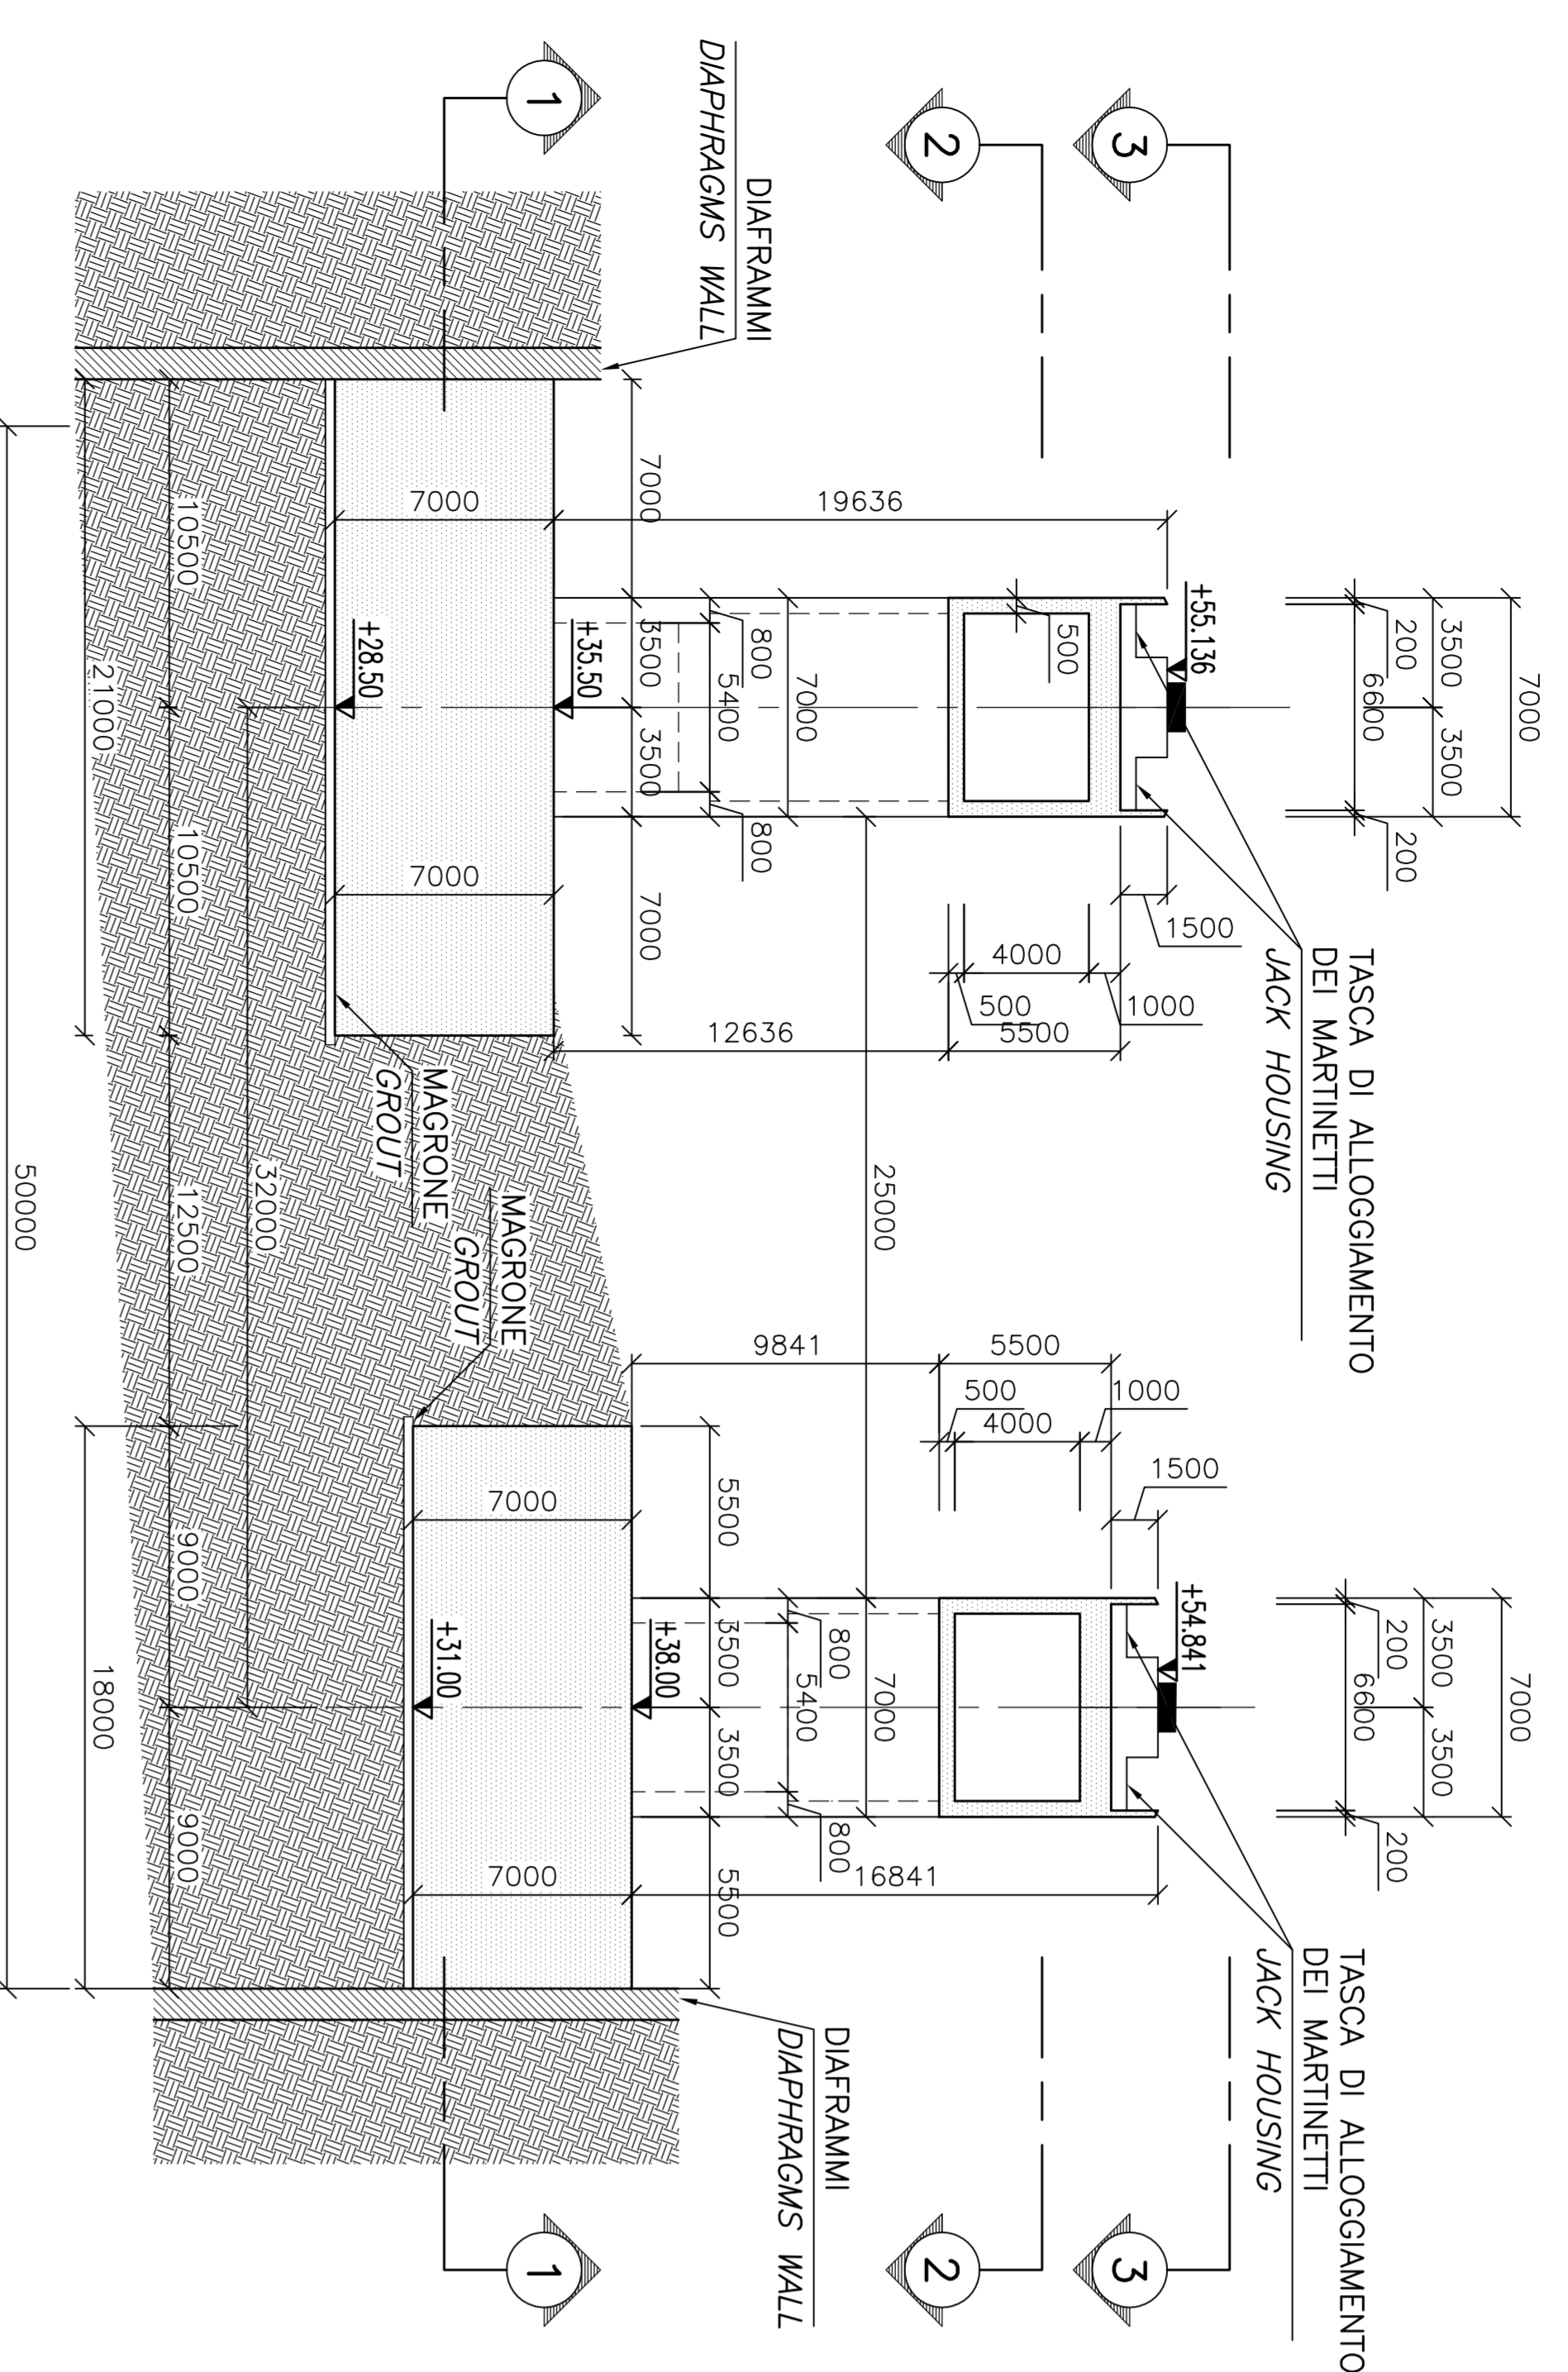 7000
7000
3500 3500
3500 3500
200 6600 200
200 6600 200
TASCA DI ALLOGGIAMENTO
DEI MARTINETTI
JACK HOUSING
TASCA DI ALLOGGIAMENTO
DEI MARTINETTI
JACK HOUSING
+55.136
+54.841
3
3
1500
1500
1000
4000
500
5500
500
1000
4000
500
5500
2
2
19636
12636
25000
9841
16841
7000
800 5400 800
7000
800 5400 800
7000 3500 3500 7000
5500 3500 3500 5500
DIAFRAMMI
DIAPHRAGMS WALL
DIAFRAMMI
DIAPHRAGMS WALL
+35.50
+38.00
1
1
7000
7000
7000
7000
+28.50
+31.00
MAGRONE
GROUT
MAGRONE
GROUT
32000
10500 10500 12500 9000 9000
21000
18000
50000